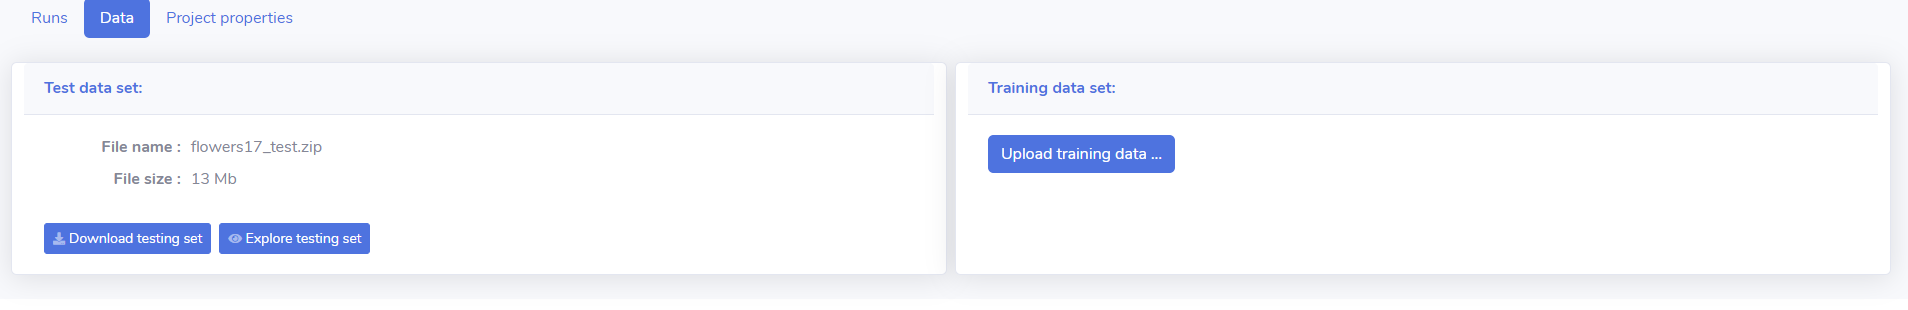 Runs Data Project properties
Test data set:
File name : flowers17_test.zip
File size : 13 Mb
Download testing set Explore testing set
Training data set:
Upload training data ...